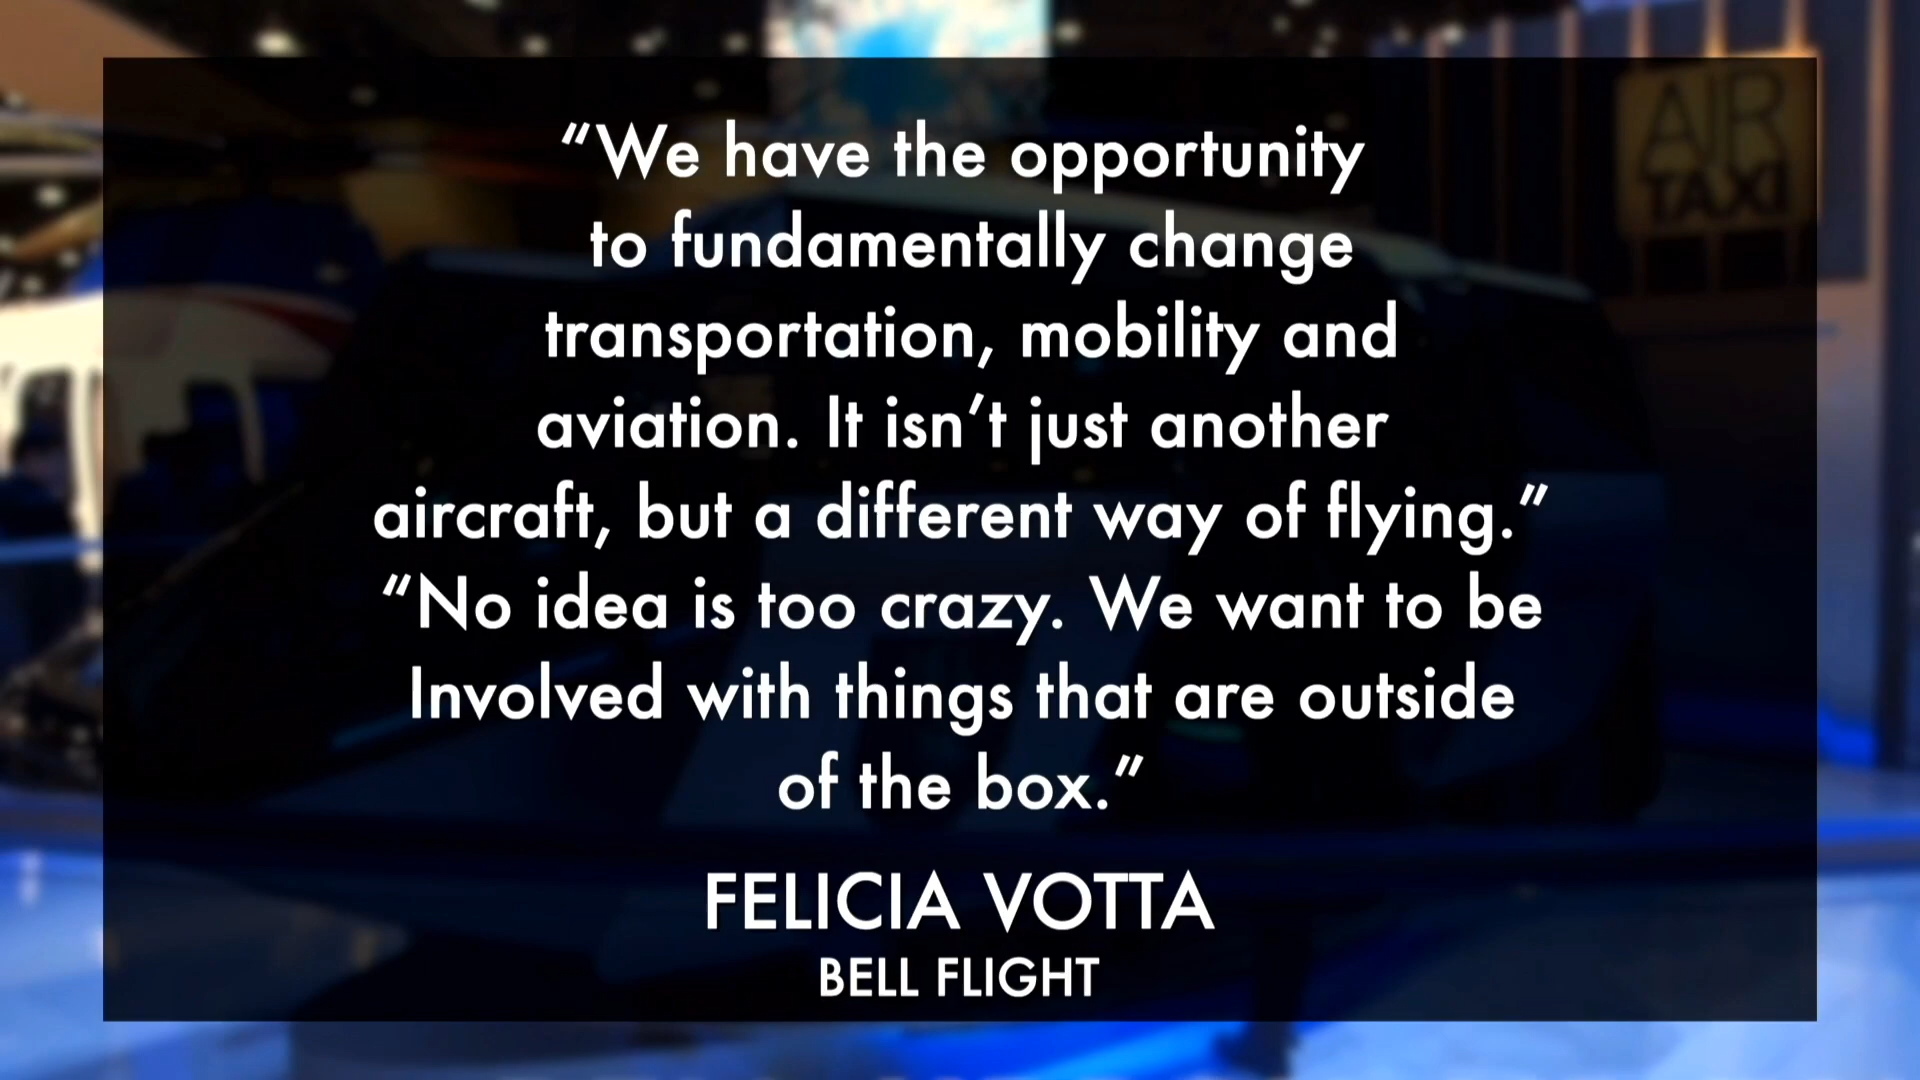 “We have the opportunity
to fundamentally change
transportation, mobility and
aviation. It isn’t just another
aircraft, but a different way of flying.”
“No idea is too crazy. We want to be
Involved with things that are outside
of the box.”
FELICIA VOTTA
BELL FLIGHT
AIR
TAXI